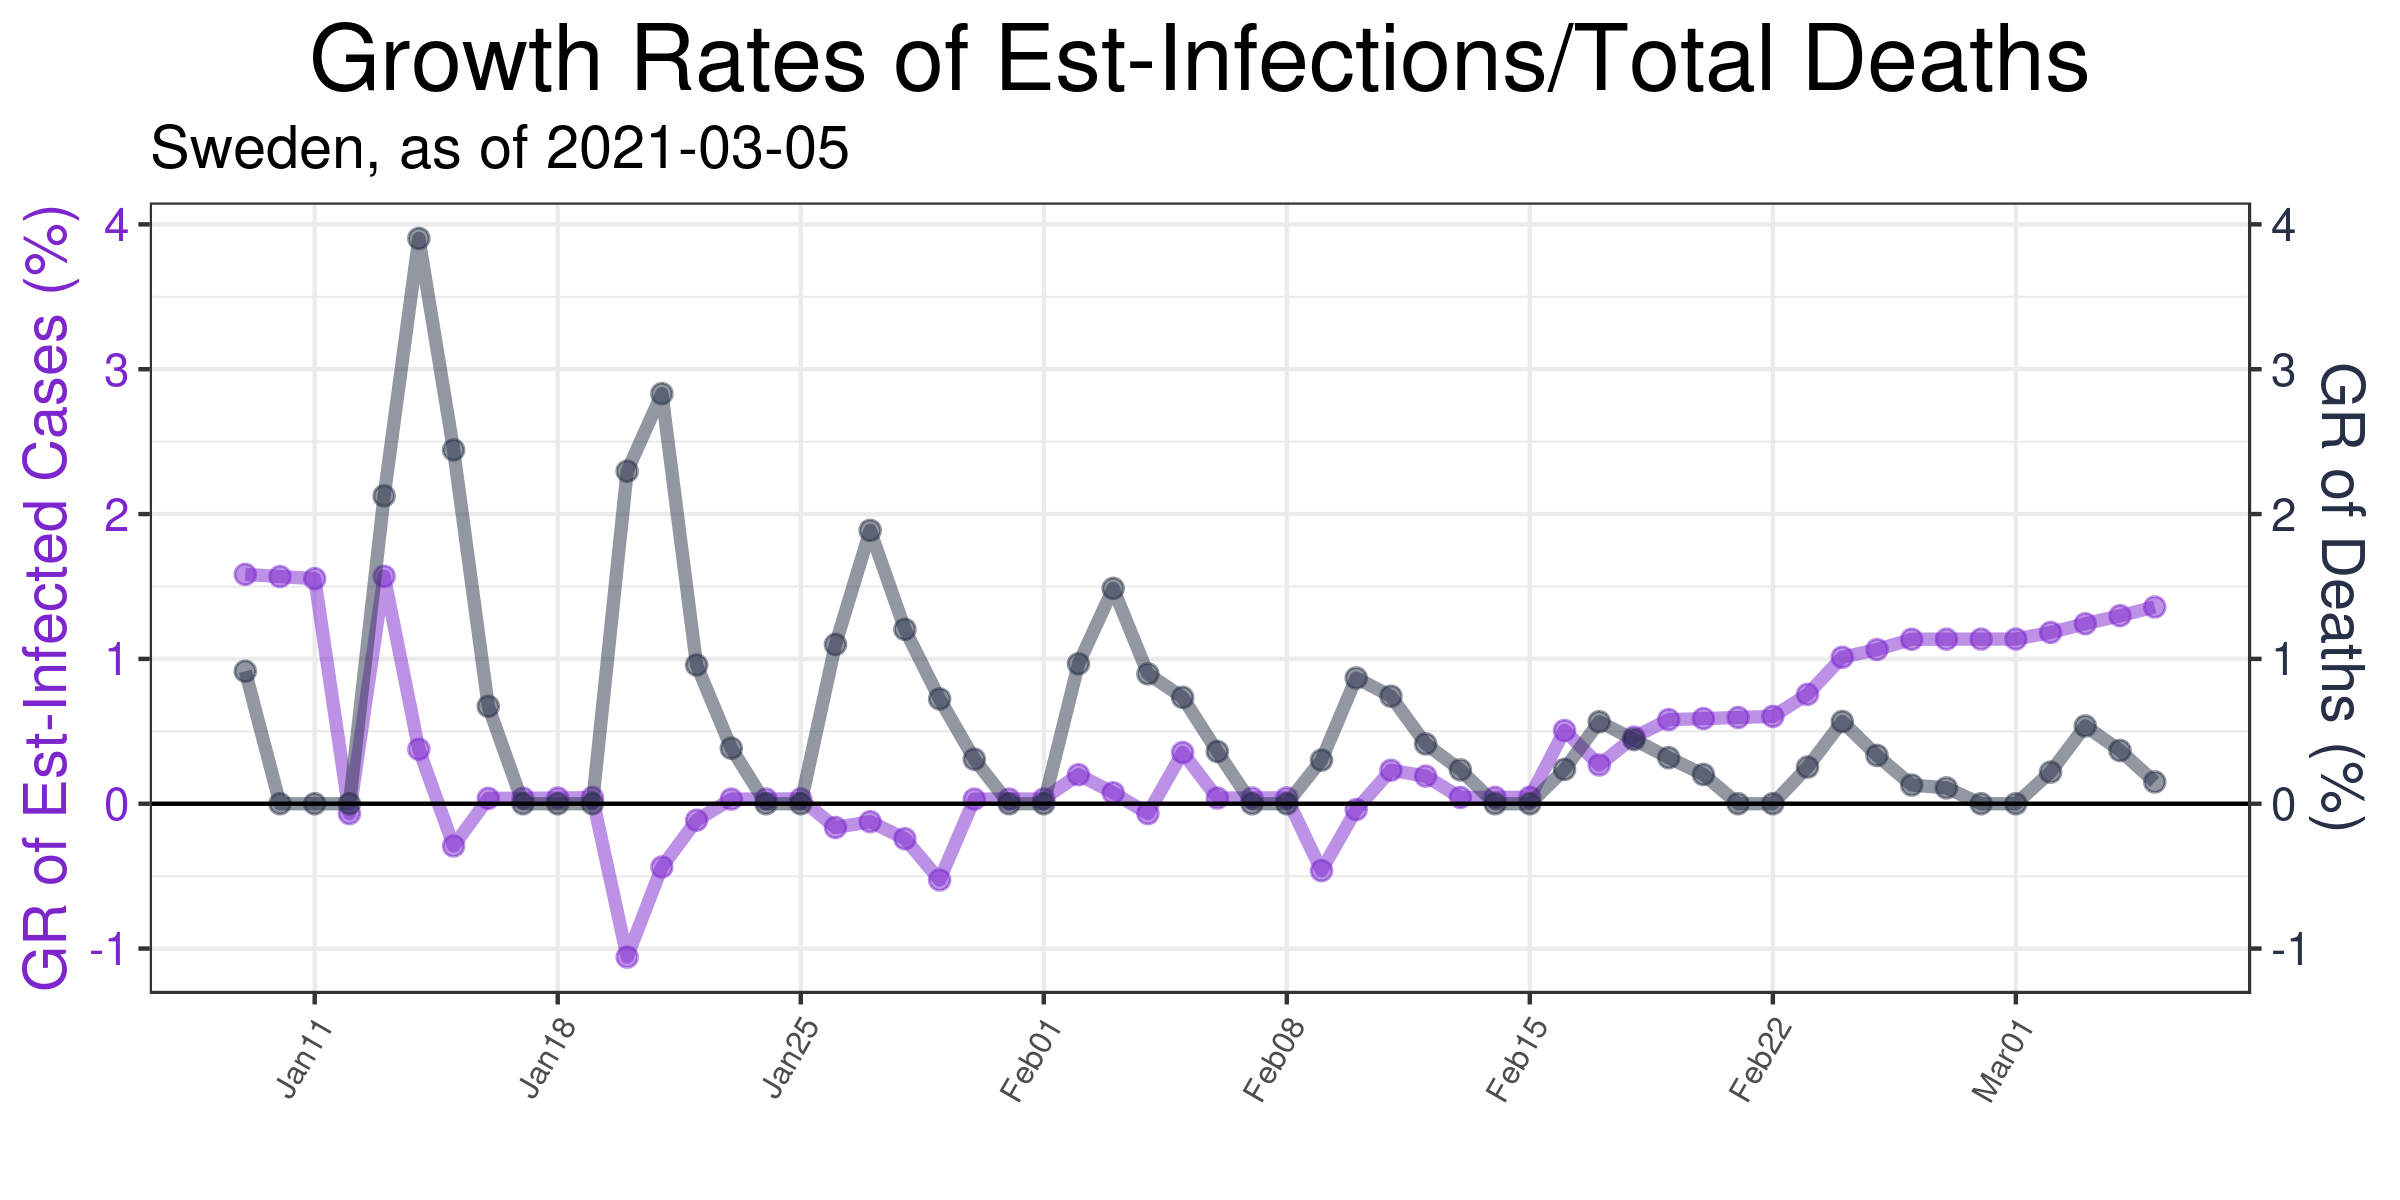 Growth Rates of Est-Infections/Total Deaths
Sweden, as of 2021-03-05
GR of Est-Infected Cases (%)
4
3
2
1
0
-1
4
3
2
1
0
-1
GR of Deaths (%)
Jan11
Jan18
Jan25
Feb01
Feb08
Feb15
Feb22
Mar01